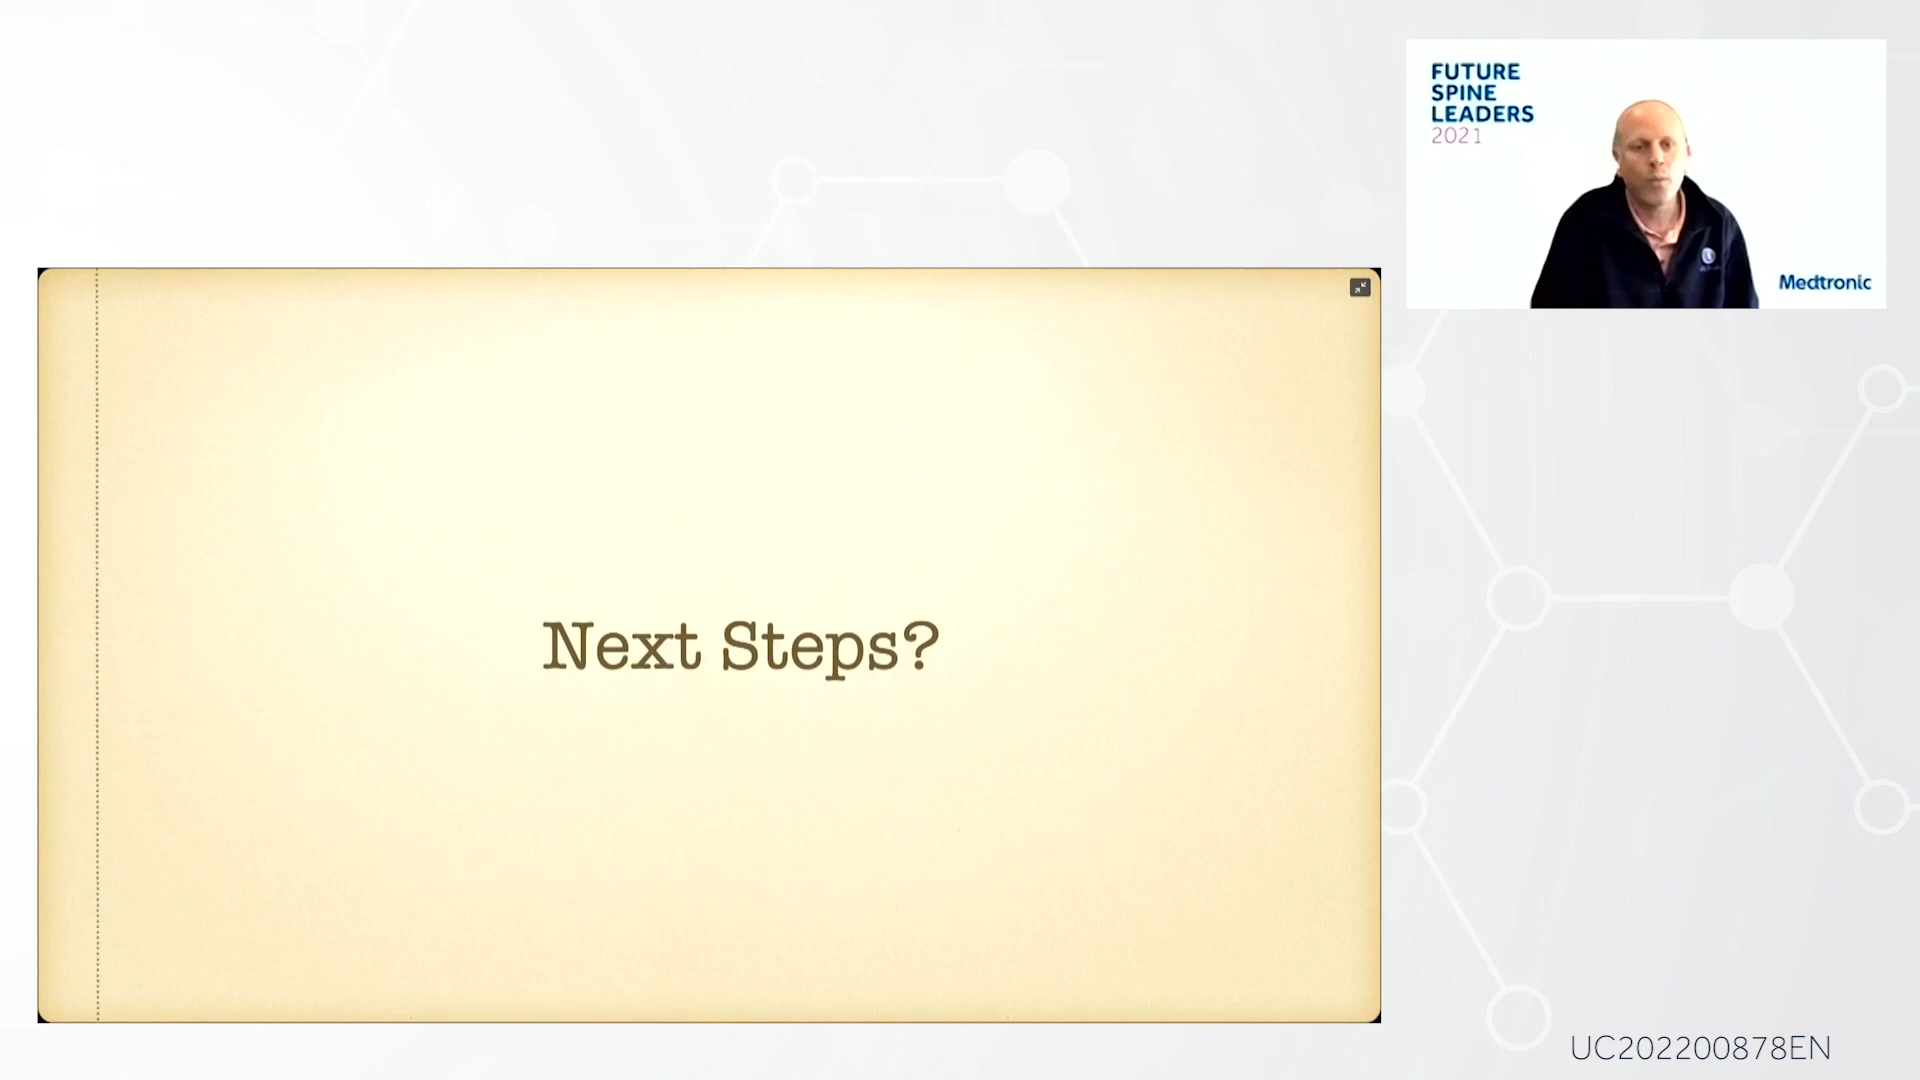 FUTURE
SPINE
LEADERS
2021
Medtronic
Next Steps?
UC202200878EN